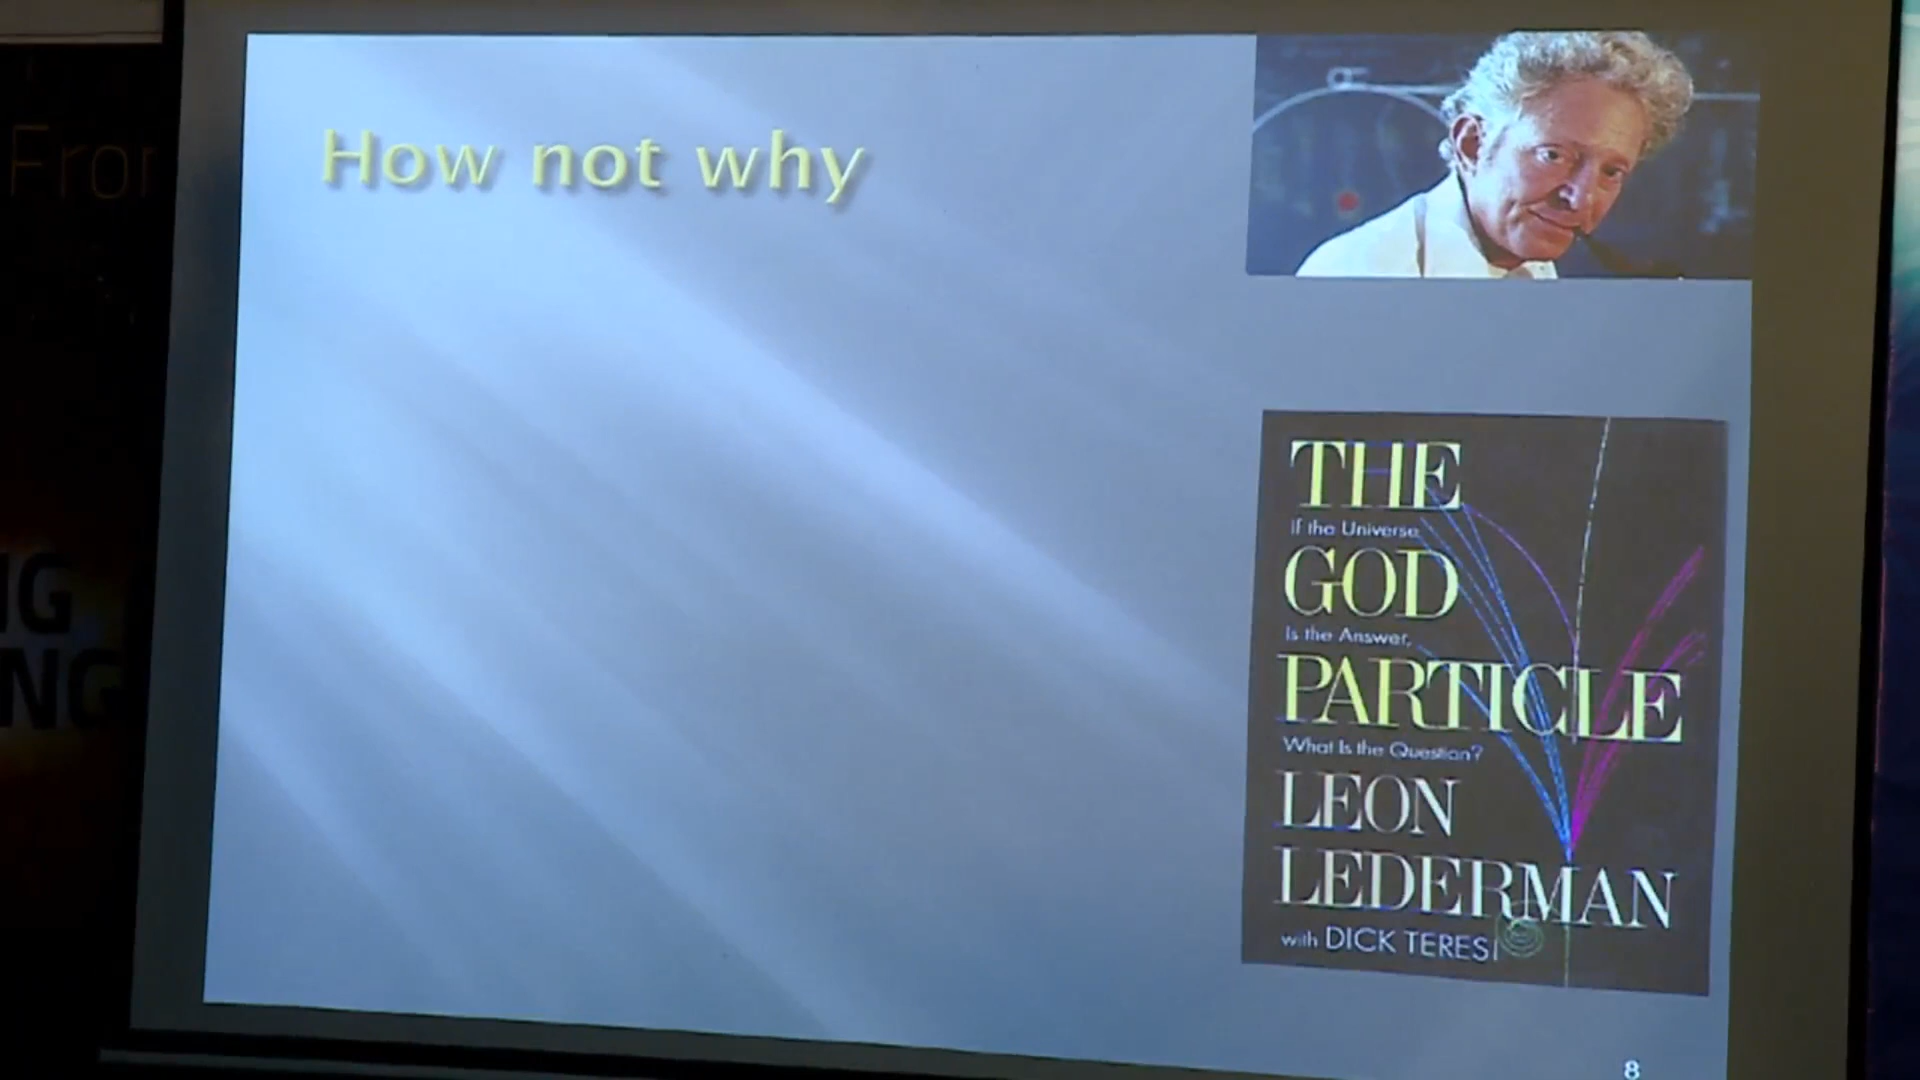 How not why
THE
If the Universe
GOD
Is the Answer,
PARTICLE
What Is the Question?
LEON
LEDERMAN
with DICK TERESI
8